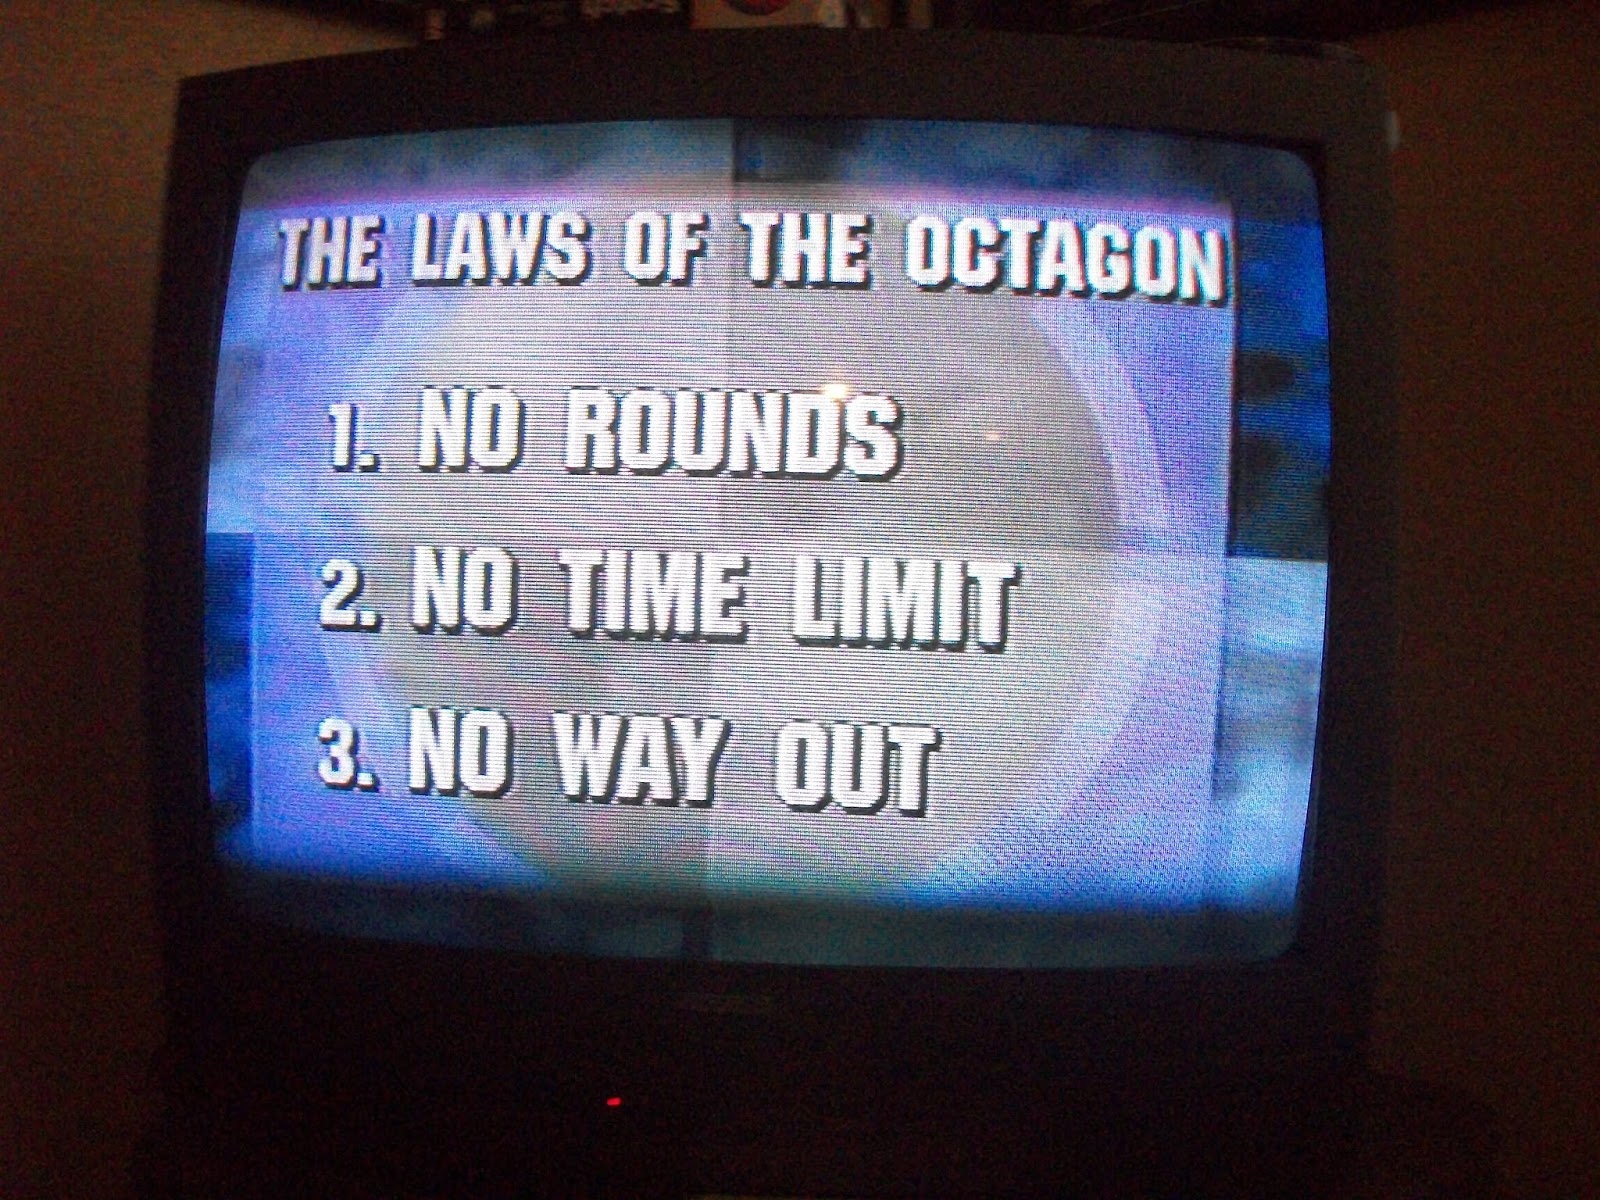 THE LAWS OF THE OCTAGON
1. NO ROUNDS
2. NO TIME LIMIT
3. NO WAY OUT